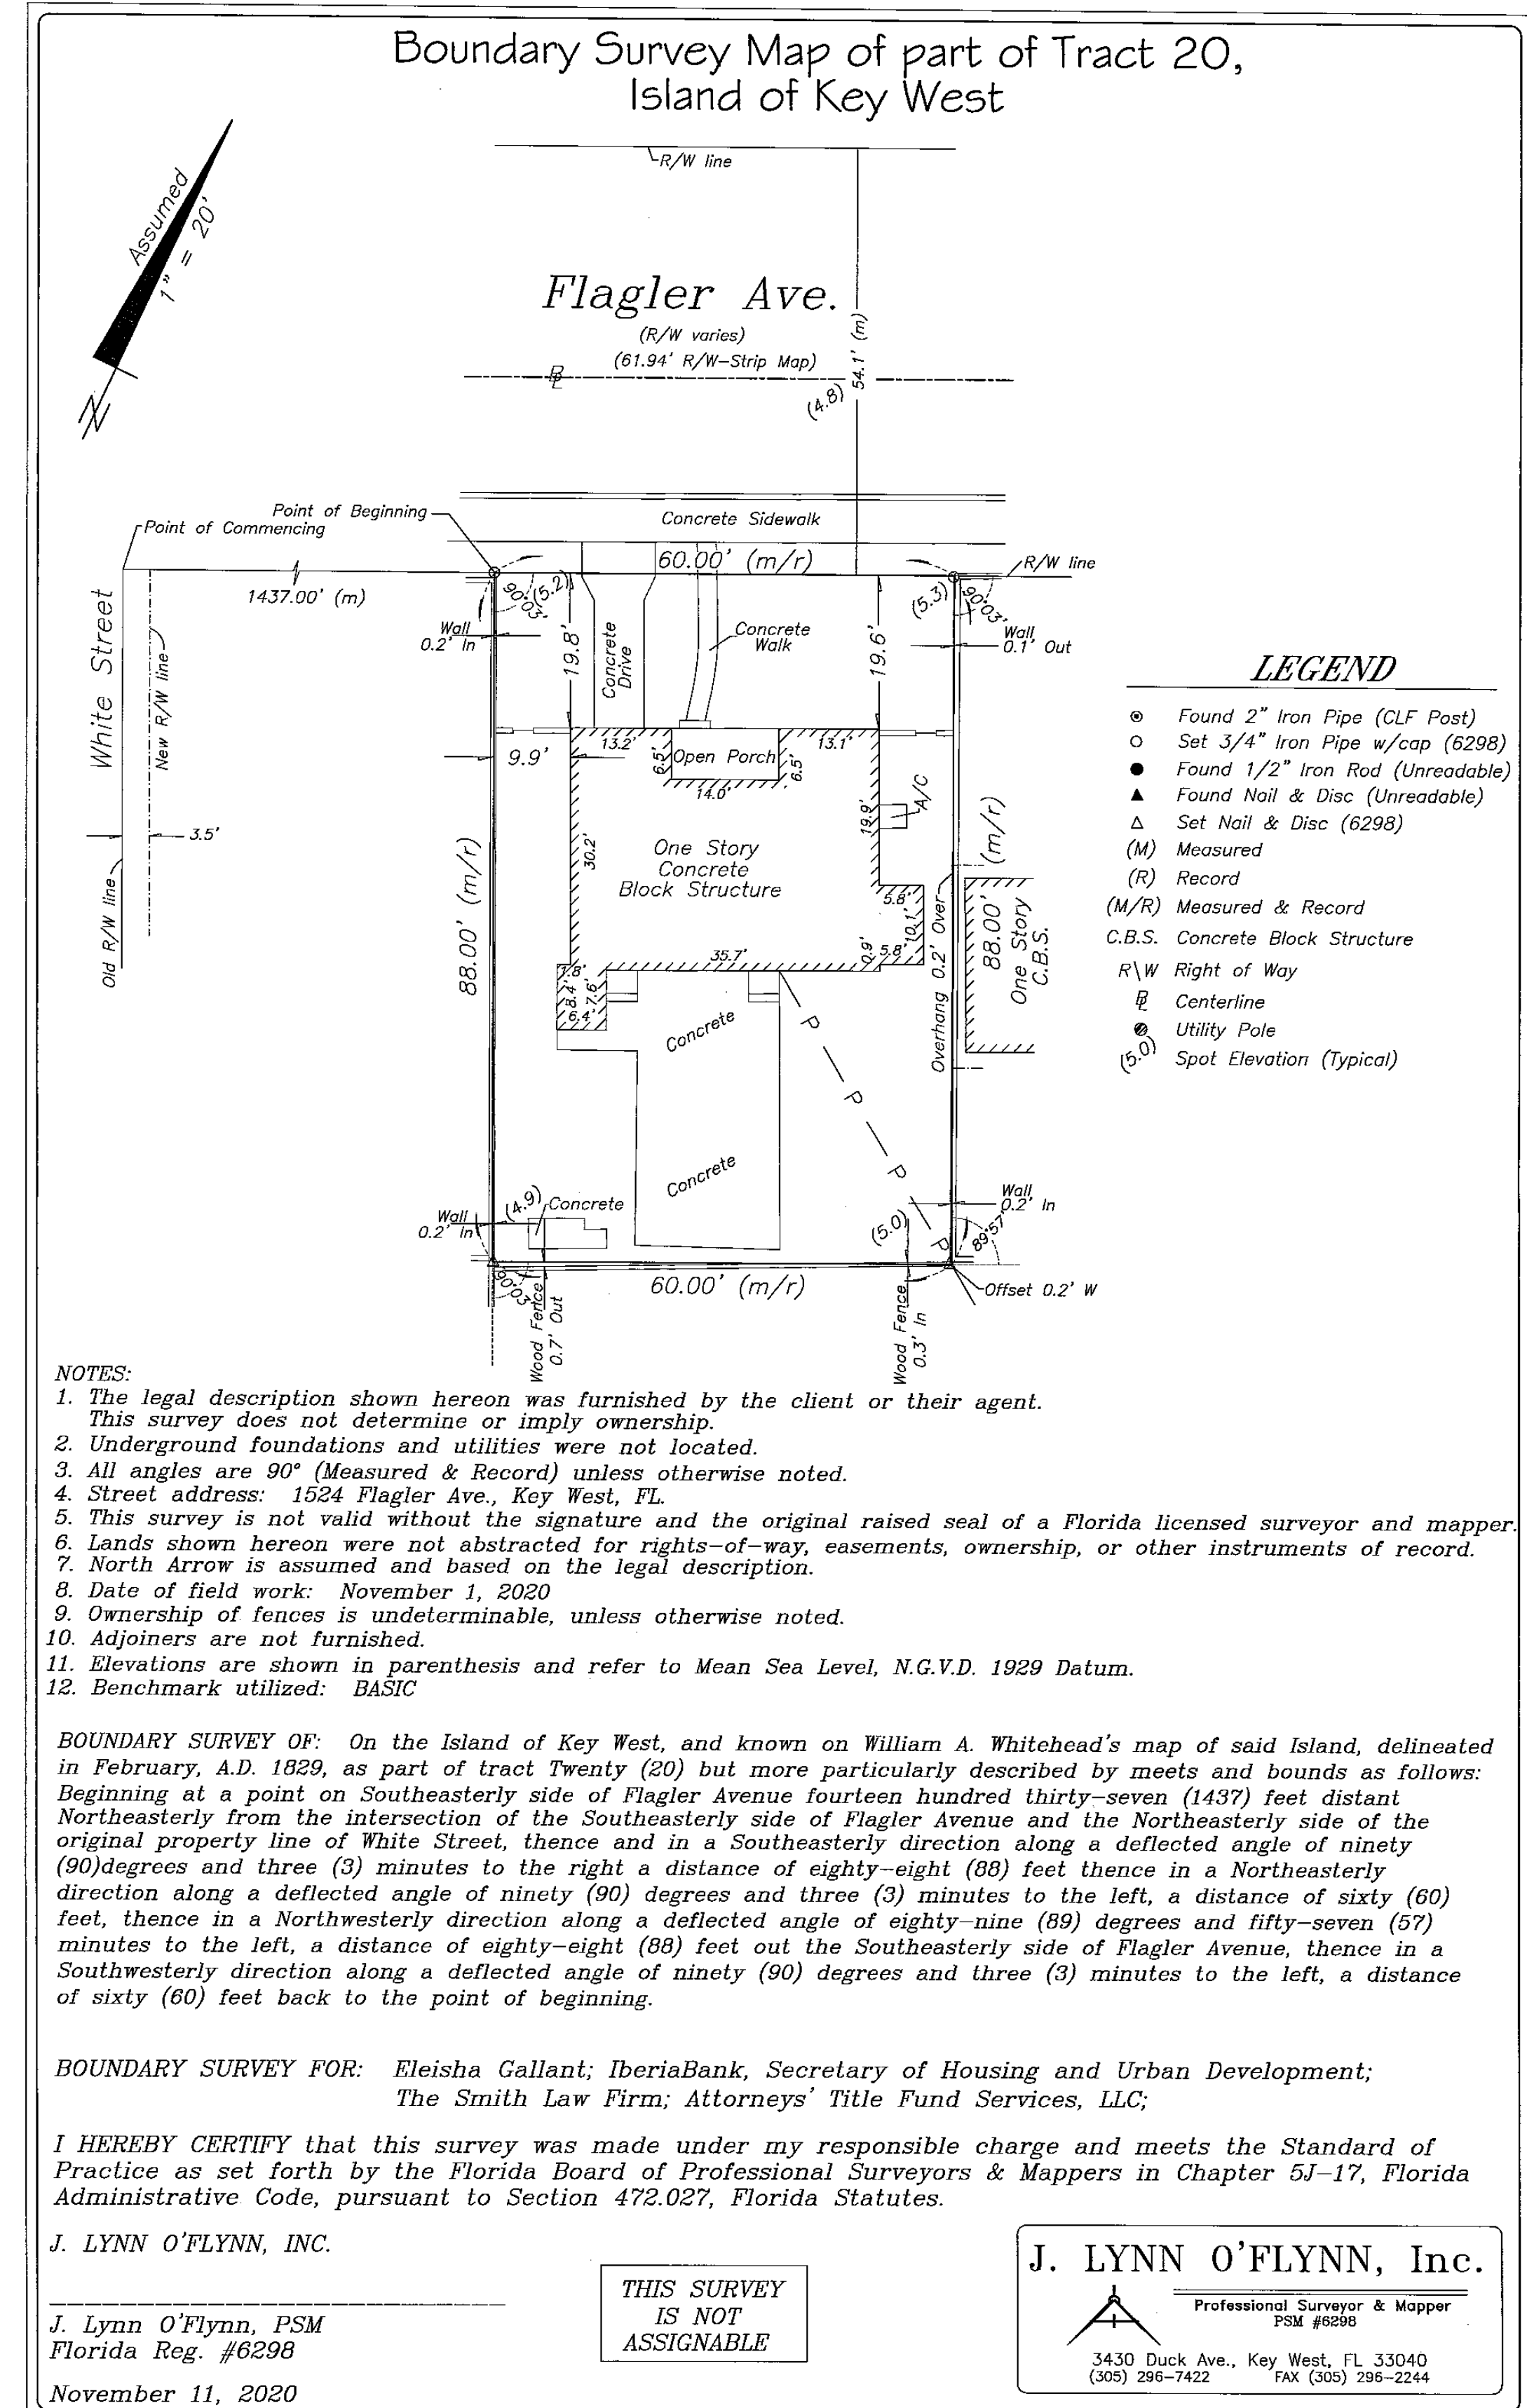 Boundary Survey Map of part of Tract 20,
Island of Key West
Assumed
1" = 20'
N
R/W line
Flagler Ave.
(R/W varies)
(61.94' R/W-Strip Map)
54.1' (m)
(4.8)
Point of Beginning
Point of Commencing
Concrete Sidewalk
60.00' (m/r)
R/W line
1437.00' (m)
90°03'
(5.2)
(5.3)
90°03'
Wall
0.2' In
19.8'
Concrete
Drive
Concrete
Walk
19.6'
Wall
0.1' Out
White Street
New R/W line
Old R/W line
3.5'
9.9'
13.2'
6.5'
Open Porch
14.0'
6.5'
13.1'
A/C
19.9'
30.2'
One Story
Concrete
Block Structure
88.00' (m/r)
88.00' (m/r)
5.8'
10.1'
5.8'
0.9'
35.7'
Overhang 0.2' Over
One Story
C.B.S.
1.8'
8.4'
7.6'
6.4'
Concrete
P
P
P
P
P
Concrete
Wall
0.2' In
(4.9)
Concrete
(5.0)
Wall
0.2' In
89°57'
90°03'
60.00' (m/r)
Offset 0.2' W
Wood Fence
0.7' Out
Wood Fence
0.3' In
LEGEND
Found 2" Iron Pipe (CLF Post)
Set 3/4" Iron Pipe w/cap (6298)
Found 1/2" Iron Rod (Unreadable)
Found Nail & Disc (Unreadable)
Set Nail & Disc (6298)
(M) Measured
(R) Record
(M/R) Measured & Record
C.B.S. Concrete Block Structure
R\W Right of Way
Centerline
Utility Pole
(5.0) Spot Elevation (Typical)
NOTES:
1. The legal description shown hereon was furnished by the client or their agent.
This survey does not determine or imply ownership.
2. Underground foundations and utilities were not located.
3. All angles are 90° (Measured & Record) unless otherwise noted.
4. Street address: 1524 Flagler Ave., Key West, FL.
5. This survey is not valid without the signature and the original raised seal of a Florida licensed surveyor and mapper.
6. Lands shown hereon were not abstracted for rights-of-way, easements, ownership, or other instruments of record.
7. North Arrow is assumed and based on the legal description.
8. Date of field work: November 1, 2020
9. Ownership of fences is undeterminable, unless otherwise noted.
10. Adjoiners are not furnished.
11. Elevations are shown in parenthesis and refer to Mean Sea Level, N.G.V.D. 1929 Datum.
12. Benchmark utilized: BASIC
BOUNDARY SURVEY OF: On the Island of Key West, and known on William A. Whitehead's map of said Island, delineated
in February, A.D. 1829, as part of tract Twenty (20) but more particularly described by meets and bounds as follows:
Beginning at a point on Southeasterly side of Flagler Avenue fourteen hundred thirty-seven (1437) feet distant
Northeasterly from the intersection of the Southeasterly side of Flagler Avenue and the Northeasterly side of the
original property line of White Street, thence and in a Southeasterly direction along a deflected angle of ninety
(90)degrees and three (3) minutes to the right a distance of eighty-eight (88) feet thence in a Northeasterly
direction along a deflected angle of ninety (90) degrees and three (3) minutes to the left, a distance of sixty (60)
feet, thence in a Northwesterly direction along a deflected angle of eighty-nine (89) degrees and fifty-seven (57)
minutes to the left, a distance of eighty-eight (88) feet out the Southeasterly side of Flagler Avenue, thence in a
Southwesterly direction along a deflected angle of ninety (90) degrees and three (3) minutes to the left, a distance
of sixty (60) feet back to the point of beginning.
BOUNDARY SURVEY FOR: Eleisha Gallant; IberiaBank, Secretary of Housing and Urban Development;
The Smith Law Firm; Attorneys' Title Fund Services, LLC;
I HEREBY CERTIFY that this survey was made under my responsible charge and meets the Standard of
Practice as set forth by the Florida Board of Professional Surveyors & Mappers in Chapter 5J-17, Florida
Administrative Code, pursuant to Section 472.027, Florida Statutes.
J. LYNN O'FLYNN, INC.
J. Lynn O'Flynn, PSM
Florida Reg. #6298
November 11, 2020
THIS SURVEY
IS NOT
ASSIGNABLE
J. LYNN O'FLYNN, Inc.
Professional Surveyor & Mapper
PSM #6298
3430 Duck Ave., Key West, FL 33040
(305) 296-7422 FAX (305) 296-2244